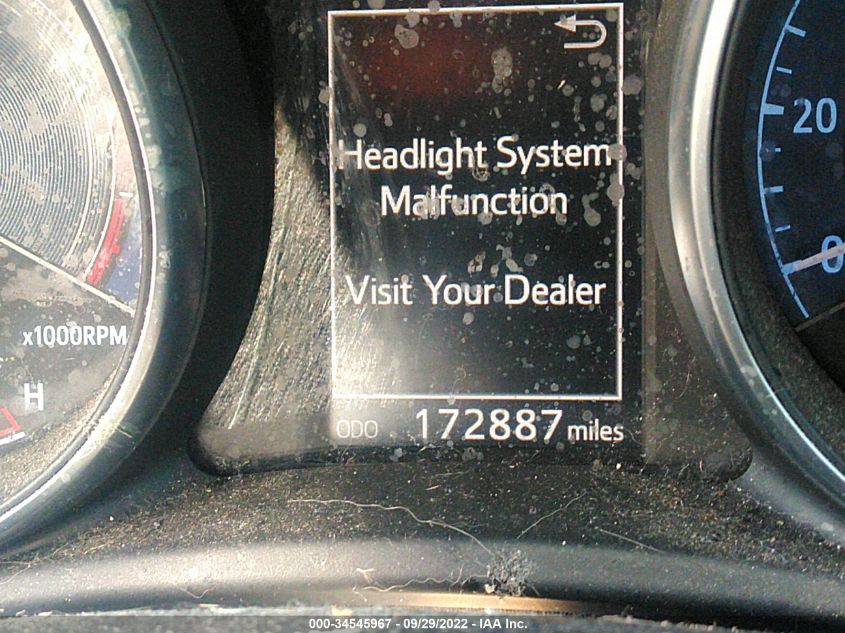 Headlight System
Malfunction
Visit Your Dealer
ODO 172887 miles
x1000RPM
H
20
0
000-34545967 - 09/29/2022 - IAA Inc.